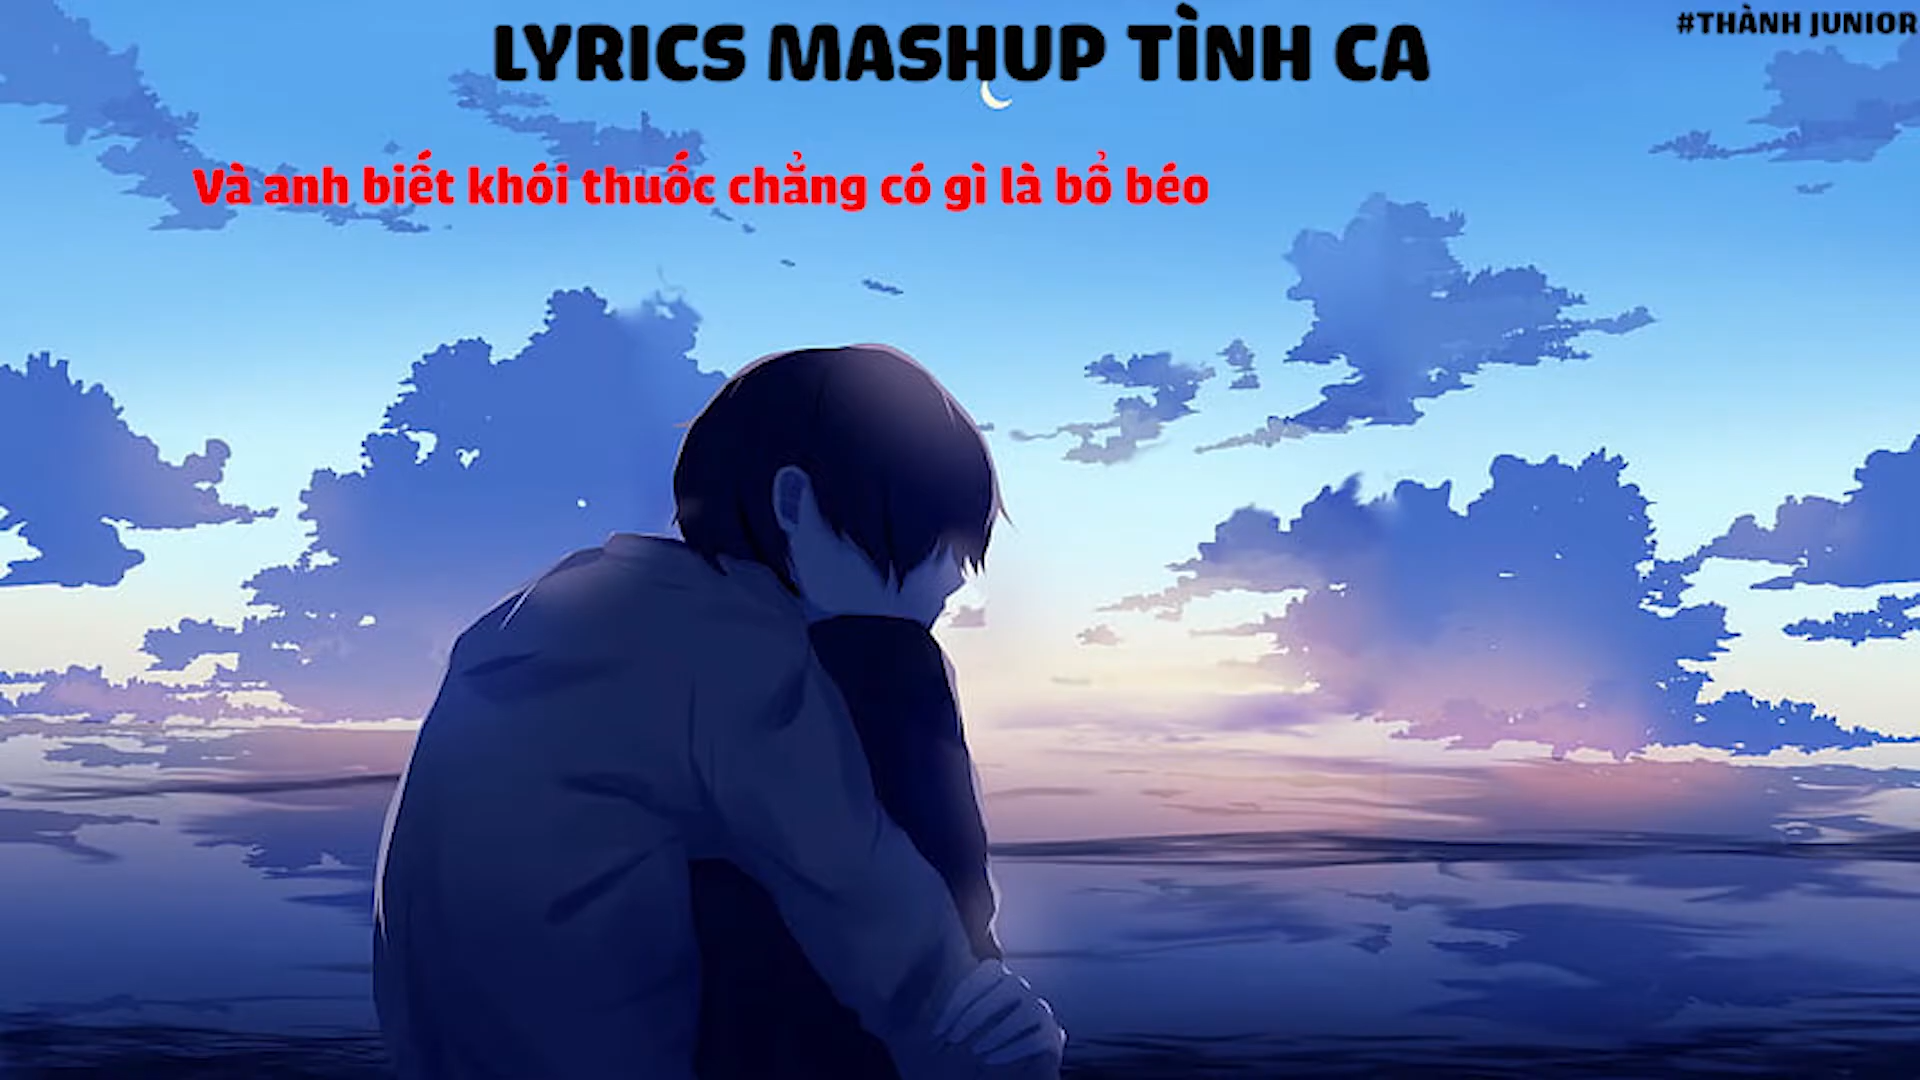 LYRICS MASHUP TÌNH CA
#THÀNH JUNIOR
Và anh biết khói thuốc chẳng có gì là bổ béo